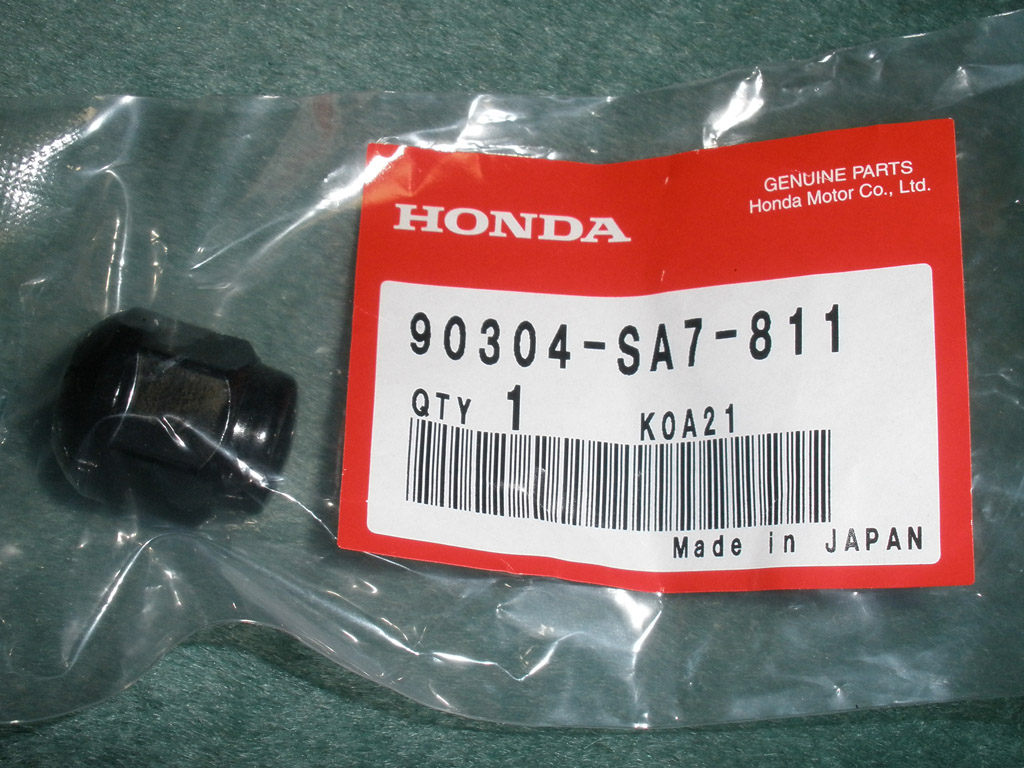 GENUINE PARTS
Honda Motor Co., Ltd.
HONDA
90304-SA7-811
QTY 1 K0A21
Made in JAPAN